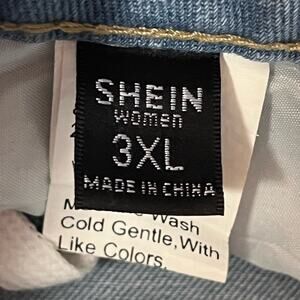 SHEIN
women
3XL
MADE IN CHINA
Wash
Cold Gentle, With
Like Colors,